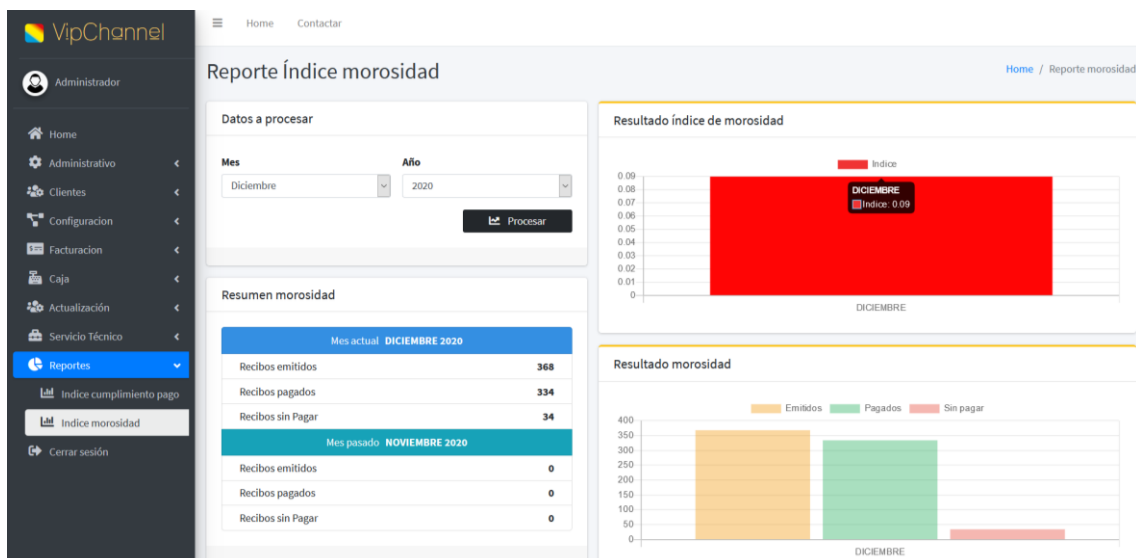 VipChannel
Administrador
Home
Administrativo
Clientes
Configuracion
Facturacion
Caja
Actualización
Servicio Técnico
Reportes
Indice cumplimiento pago
Indice morosidad
Cerrar sesión
Home Contactar
Reporte Índice morosidad
Home / Reporte morosidad
Datos a procesar
Mes Año
Diciembre 2020
Procesar
Resumen morosidad
Mes actual DICIEMBRE 2020
Recibos emitidos 368
Recibos pagados 334
Recibos sin Pagar 34
Mes pasado NOVIEMBRE 2020
Recibos emitidos 0
Recibos pagados 0
Recibos sin Pagar 0
Resultado índice de morosidad
Indice
0.09
0.08
0.07
0.06
0.05
0.04
0.03
0.02
0.01
0
DICIEMBRE
Indice: 0.09
DICIEMBRE
Resultado morosidad
Emitidos Pagados Sin pagar
400
350
300
250
200
150
100
50
0
DICIEMBRE